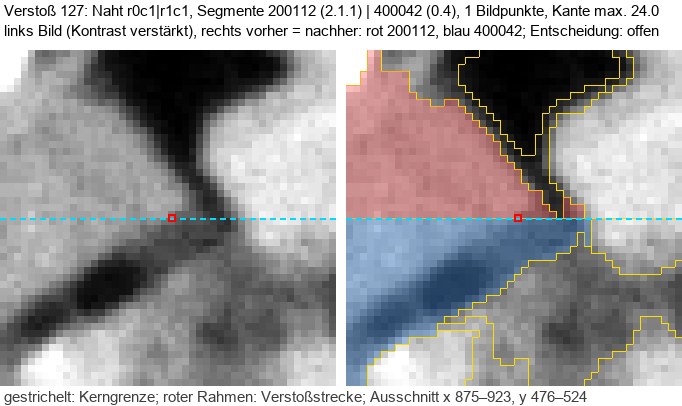 Verstoß 127: Naht r0c1|r1c1, Segmente 200112 (2.1.1) | 400042 (0.4), 1 Bildpunkte, Kante max. 24.0
links Bild (Kontrast verstärkt), rechts vorher = nachher: rot 200112, blau 400042; Entscheidung: offen
gestrichelt: Kerngrenze; roter Rahmen: Verstoßstrecke; Ausschnitt x 875–923, y 476–524